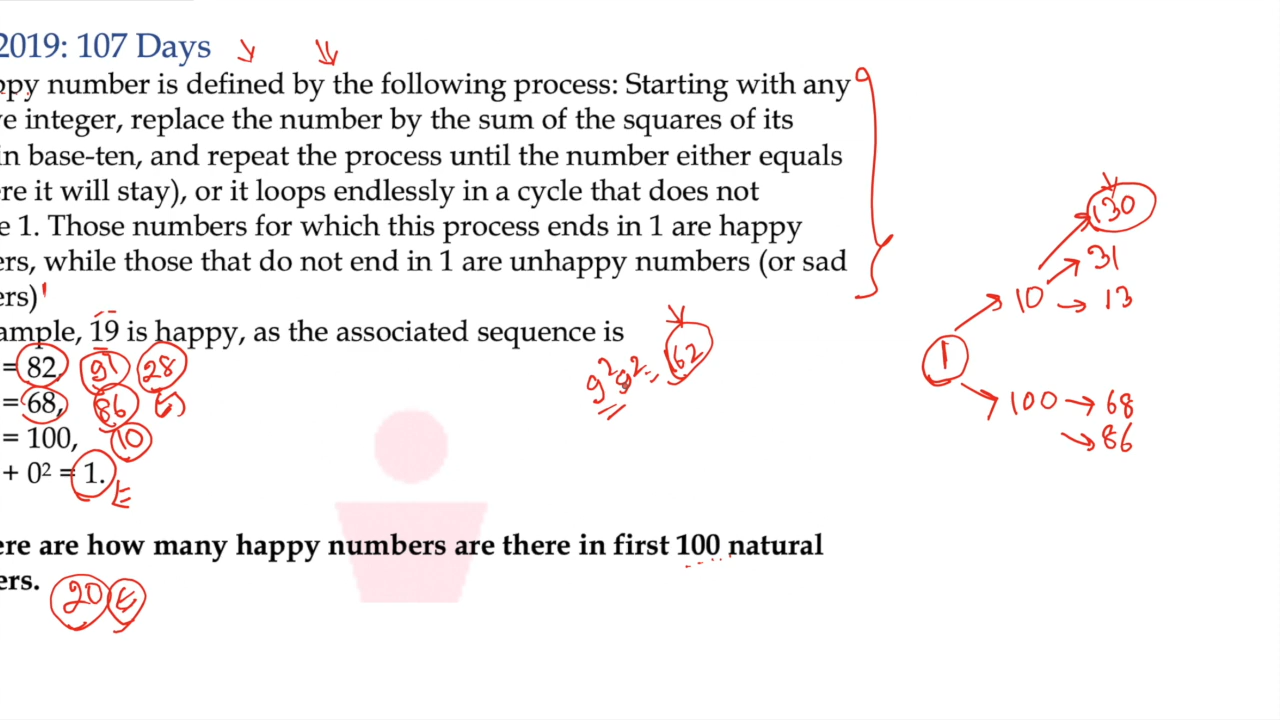 2019: 107 Days
ppy number is defined by the following process: Starting with any
ve integer, replace the number by the sum of the squares of its
in base-ten, and repeat the process until the number either equals
ere it will stay), or it loops endlessly in a cycle that does not
e 1. Those numbers for which this process ends in 1 are happy
ers, while those that do not end in 1 are unhappy numbers (or sad
ers)
ample, 19 is happy, as the associated sequence is
= 82, 91 28
= 68, 86
= 100, 10
+ 0² = 1.
9² 9² = 162
130
31
10 → 13
1
100 → 68
→ 86
ere are how many happy numbers are there in first 100 natural
ers. 20